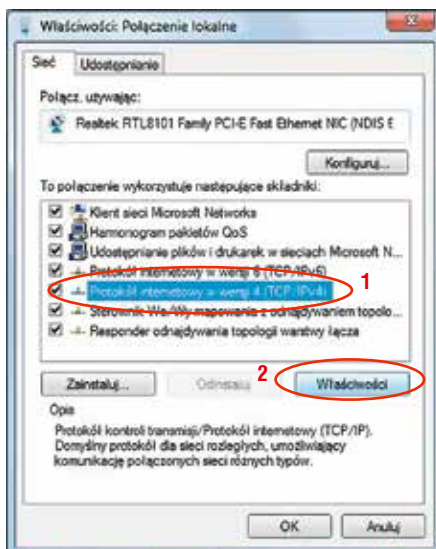 Właściwości: Połączenie lokalne
Sieć Udostępnianie
Połącz, używając:
Realtek RTL8101 Family PCI-E Fast Ethernet NIC (NDIS 6
Konfiguruj...
To połączenie wykorzystuje następujące składniki:
Klient sieci Microsoft Networks
Harmonogram pakietów QoS
Udostępnianie plików i drukarek w sieciach Microsoft N...
Protokół internetowy w wersji 6 (TCP/IPv6)
Protokół internetowy w wersji 4 (TCP/IPv4) 1
Sterownik We/Wy mapowania z odnajdywaniem topolo...
Responder odnajdywania topologii warstwy łącza
Zainstaluj... Odinstaluj 2 Właściwości
Opis
Protokół kontroli transmisji/Protokół internetowy (TCP/IP).
Domyślny protokół dla sieci rozległych, umożliwiający
komunikację połączonych sieci różnych typów.
OK Anuluj